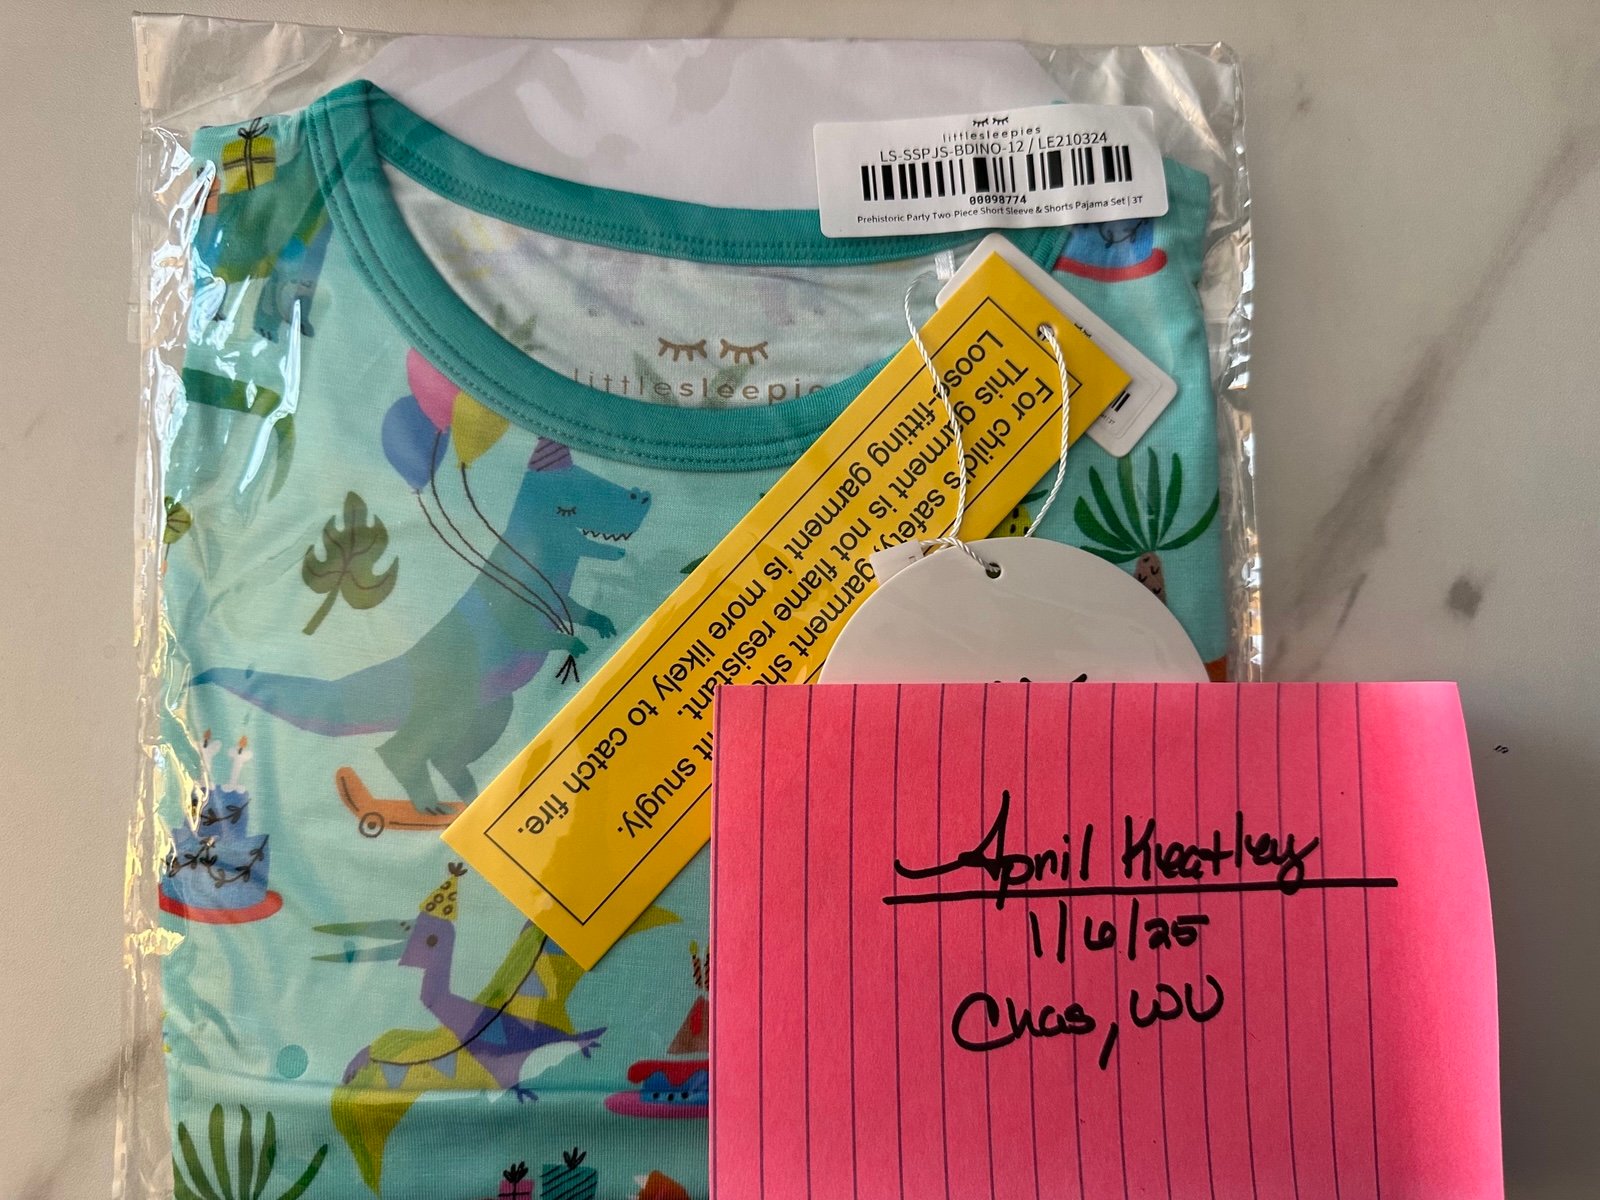 littlesleepies
LS-SSPJS-BDINO-12 / LE210324
00098774
Prehistoric Party Two Piece Short Sleeve & Shorts Pajama Set | 3T
littlesleepies
For child's safety, garment sh
it snugly.
This garment is not flame resistant.
Loose-fitting garment is more likely to catch fire.
April Keatley
1/6/25
Chas, WV